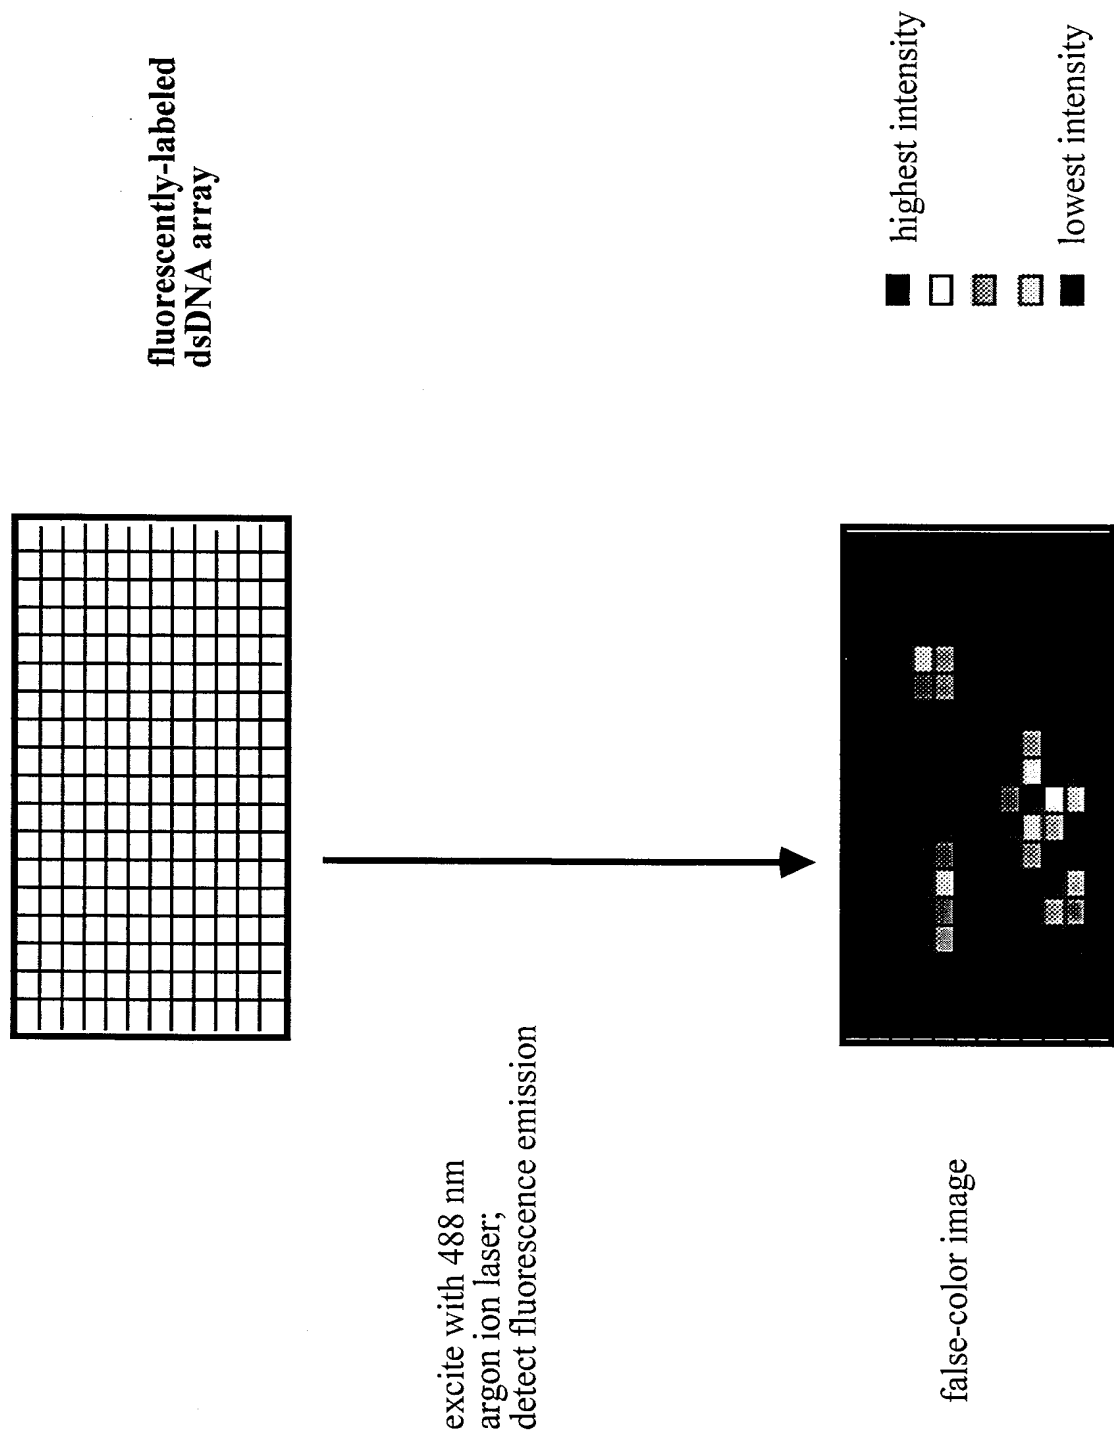 fluorescently-labeled
dsDNA array
excite with 488 nm
argon ion laser;
detect fluorescence emission
false-color image
highest intensity
lowest intensity